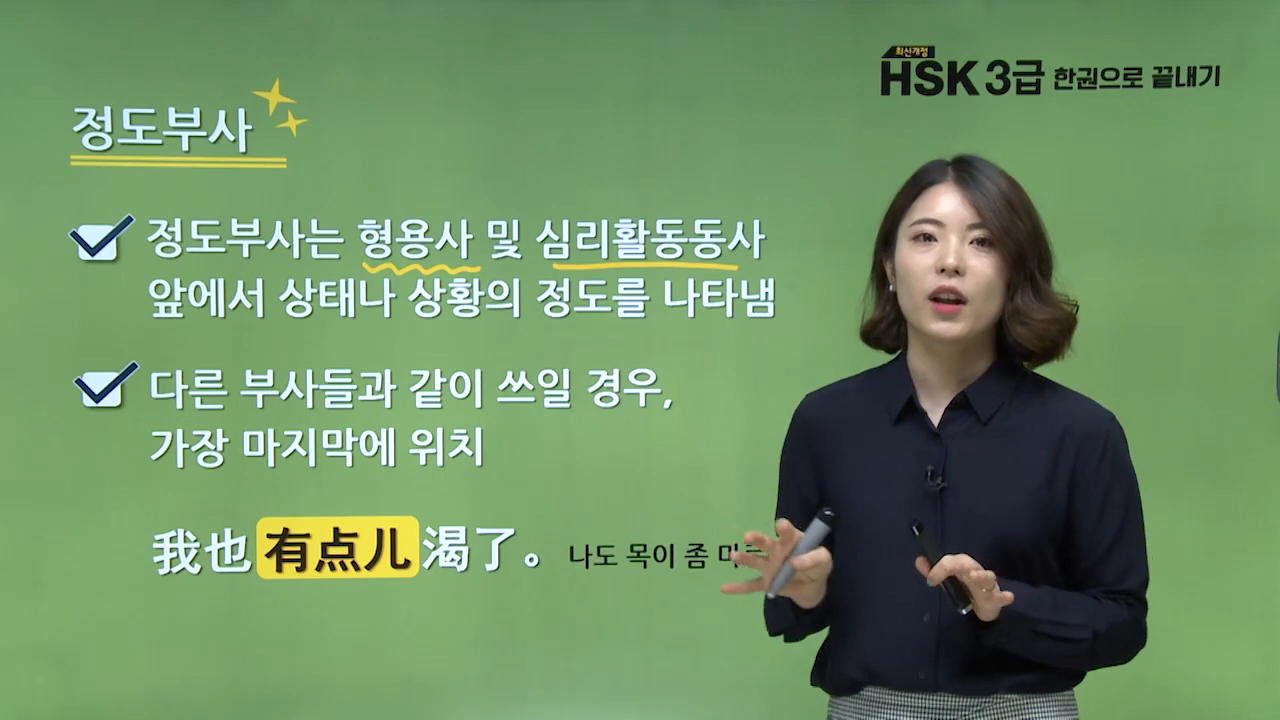 최신개정
HSK 3급 한권으로 끝내기
정도부사
정도부사는 형용사 및 심리활동동사
앞에서 상태나 상황의 정도를 나타냄
다른 부사들과 같이 쓰일 경우,
가장 마지막에 위치
我也有点儿渴了。 나도 목이 좀